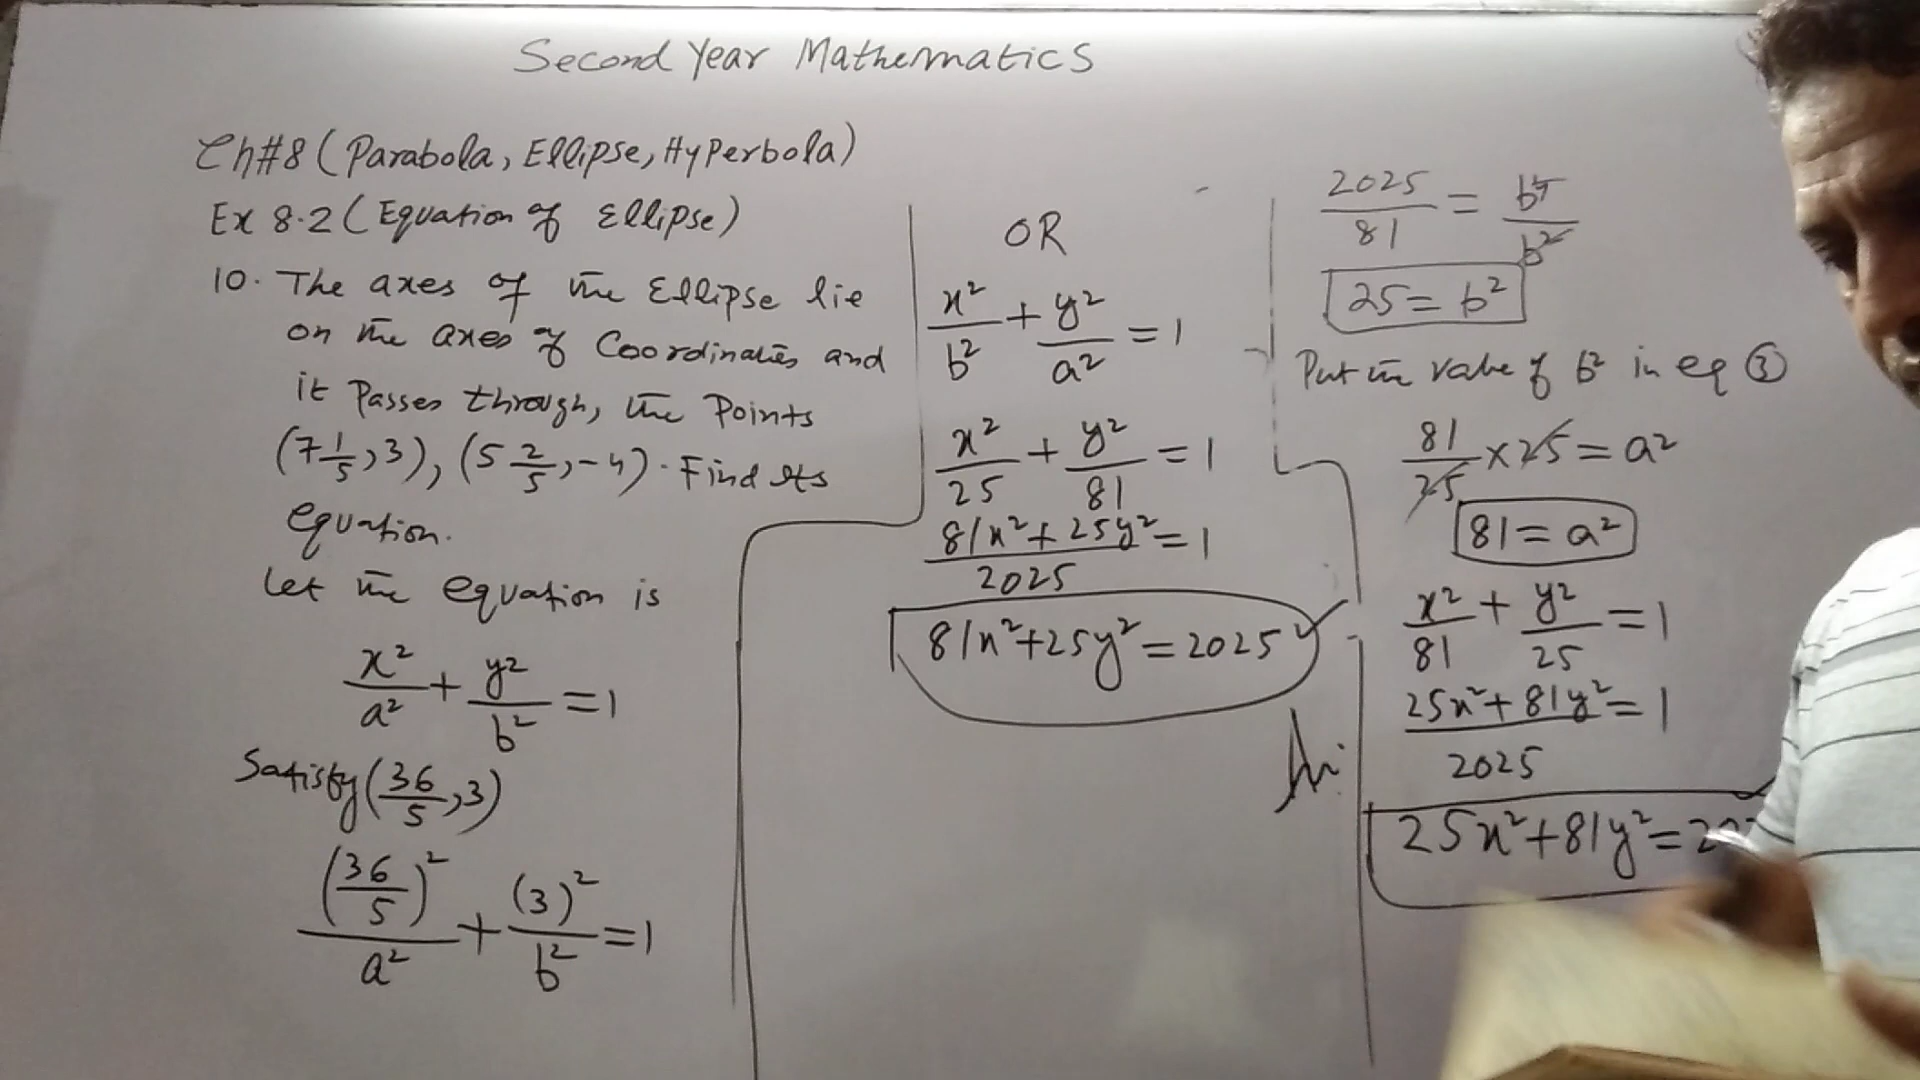 Second Year Mathematics
Ch#8 (Parabola, Ellipse, Hyperbola)
Ex 8.2 (Equation of Ellipse)
10. The axes of the Ellipse lie
on the axes of Coordinates and
it Passes through, the Points
(7 1/5, 3), (5 2/5, -4). Find its
equation.
Let the equation is
x²/a² + y²/b² = 1
Satisfy (36/5, 3)
(36/5)²/a² + (3)²/b² = 1
OR
x²/b² + y²/a² = 1
x²/25 + y²/81 = 1
81x² + 25y²/2025 = 1
81x² + 25y² = 2025
2025/81 = b⁴/b²
25 = b²
Put the value of b² in eq ③
81/25 × 25 = a²
81 = a²
x²/81 + y²/25 = 1
25x² + 81y²/2025 = 1
25x² + 81y² =